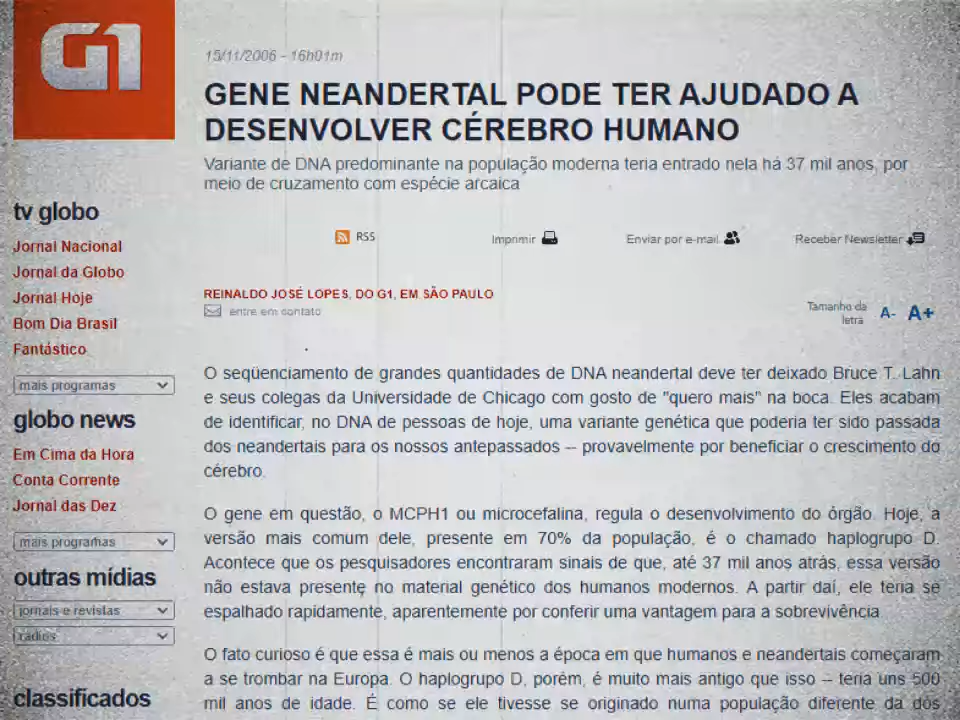 G1
15/11/2006 - 16h01m
GENE NEANDERTAL PODE TER AJUDADO A
DESENVOLVER CÉREBRO HUMANO
Variante de DNA predominante na população moderna teria entrado nela há 37 mil anos, por
meio de cruzamento com espécie arcaica
RSS
Imprimir
Enviar por e-mail
Receber Newsletter
REINALDO JOSÉ LOPES, DO G1, EM SÃO PAULO
entre em contato
Tamanho da
letra
A- A+
tv globo
Jornal Nacional
Jornal da Globo
Jornal Hoje
Bom Dia Brasil
Fantástico
mais programas
globo news
Em Cima da Hora
Conta Corrente
Jornal das Dez
mais programas
outras mídias
jornais e revistas
rádios
classificados
O seqüenciamento de grandes quantidades de DNA neandertal deve ter deixado Bruce T. Lahn
e seus colegas da Universidade de Chicago com gosto de "quero mais" na boca. Eles acabam
de identificar, no DNA de pessoas de hoje, uma variante genética que poderia ter sido passada
dos neandertais para os nossos antepassados -- provavelmente por beneficiar o crescimento do
cérebro.
O gene em questão, o MCPH1 ou microcefalina, regula o desenvolvimento do órgão. Hoje, a
versão mais comum dele, presente em 70% da população, é o chamado haplogrupo D.
Acontece que os pesquisadores encontraram sinais de que, até 37 mil anos atrás, essa versão
não estava presente no material genético dos humanos modernos. A partir daí, ele teria se
espalhado rapidamente, aparentemente por conferir uma vantagem para a sobrevivência.
O fato curioso é que essa é mais ou menos a época em que humanos e neandertais começaram
a se trombar na Europa. O haplogrupo D, porém, é muito mais antigo que isso -- teria uns 500
mil anos de idade. É como se ele tivesse se originado numa população diferente da dos